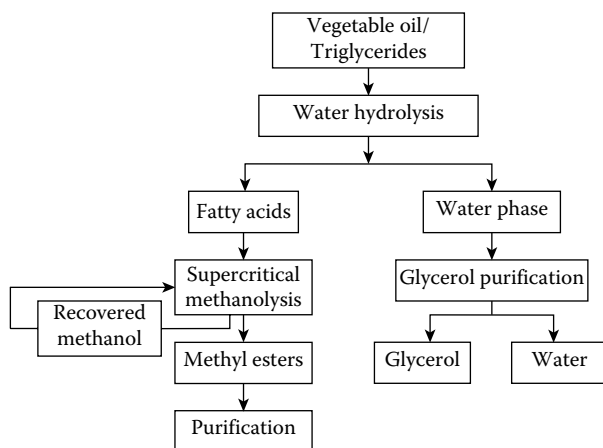 Vegetable oil/
Triglycerides
Water hydrolysis
Fatty acids
Water phase
Supercritical
methanolysis
Glycerol purification
Recovered
methanol
Methyl esters
Glycerol
Water
Purification